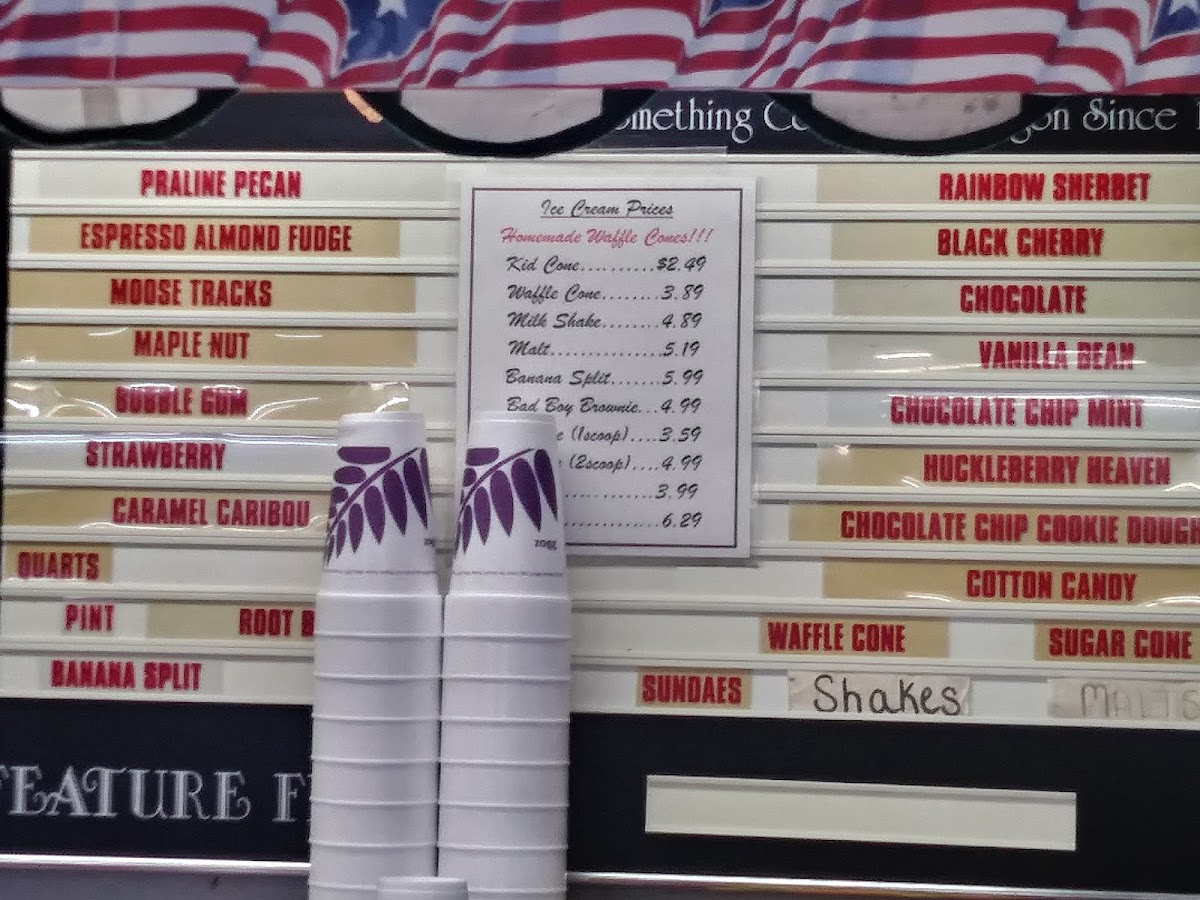 Something
Since
PRALINE PECAN
ESPRESSO ALMOND FUDGE
MOOSE TRACKS
MAPLE NUT
BUBBLE GUM
STRAWBERRY
CARAMEL CARIBOU
QUARTS
PINT
ROOT B
BANANA SPLIT
Ice Cream Prices
Homemade Waffle Cones!!!
Kid Cone..........$2.49
Waffle Cone........3.89
Milk Shake........4.89
Malt..............5.19
Banana Split.......5.99
Bad Boy Brownie...4.99
(1scoop)....3.59
(2scoop)....4.99
3.99
6.29
RAINBOW SHERBET
BLACK CHERRY
CHOCOLATE
VANILLA BEAN
CHOCOLATE CHIP MINT
HUCKLEBERRY HEAVEN
CHOCOLATE CHIP COOKIE DOUGH
COTTON CANDY
WAFFLE CONE
SUGAR CONE
SUNDAES
Shakes
MALTS
FEATURE F